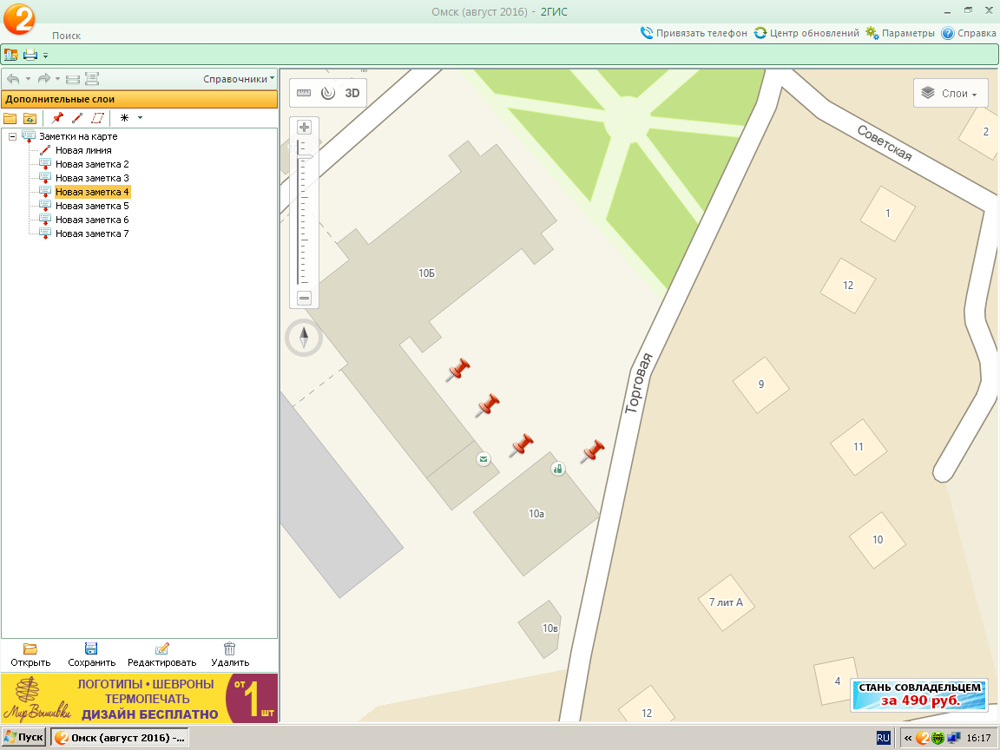 Омск (август 2016) - 2ГИС
2
Поиск
Привязать телефон
Центр обновлений
Параметры
Справка
Справочники
Дополнительные слои
Заметки на карте
Новая линия
Новая заметка 2
Новая заметка 3
Новая заметка 4
Новая заметка 5
Новая заметка 6
Новая заметка 7
3D
Слои
Советская
2
1
12
10Б
Торговая
9
11
10а
10
7 лит А
10в
4
12
Открыть
Сохранить
Редактировать
Удалить
Мир Вышивки
ЛОГОТИПЫ • ШЕВРОНЫ
ТЕРМОПЕЧАТЬ
ДИЗАЙН БЕСПЛАТНО
от 1 шт
СТАНЬ СОВЛАДЕЛЬЦЕМ
за 490 руб.
Пуск
2 Омск (август 2016) -...
RU
«
2
16:17